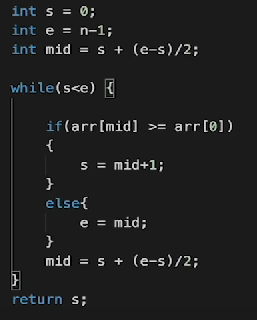 int s = 0;
int e = n-1;
int mid = s + (e-s)/2;
while(s<e) {
if(arr[mid] >= arr[0])
{
s = mid+1;
}
else{
e = mid;
}
mid = s + (e-s)/2;
}
return s;